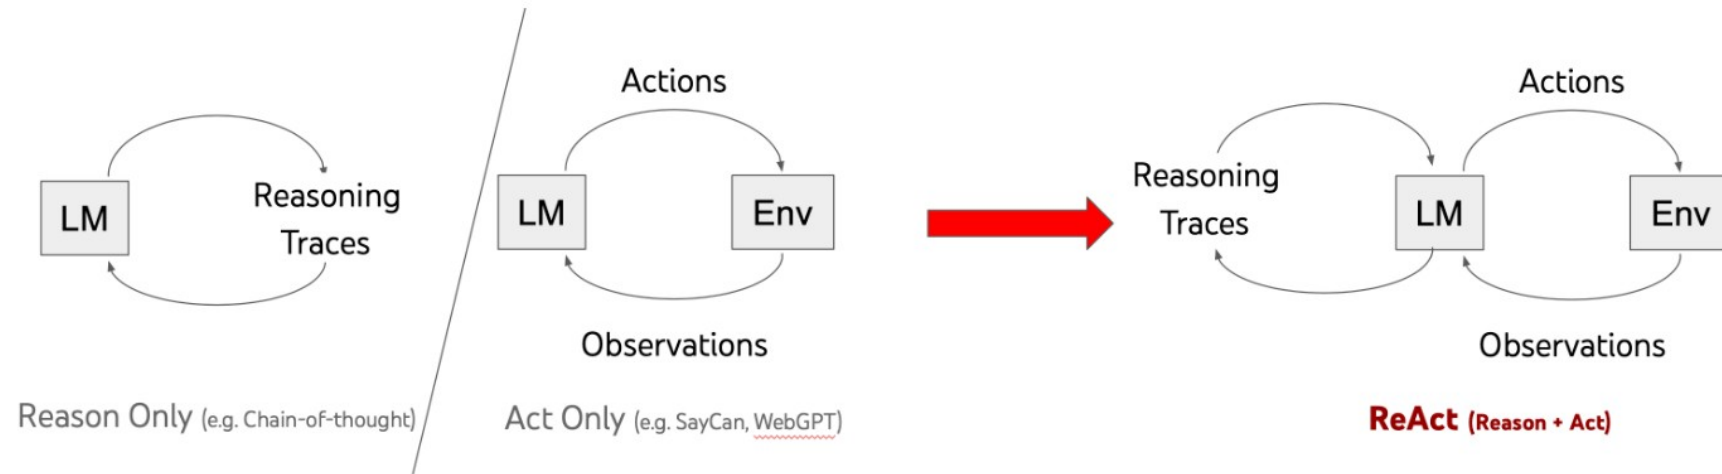 LM
Reasoning
Traces
Reason Only (e.g. Chain-of-thought)
Actions
LM
Env
Observations
Act Only (e.g. SayCan, WebGPT)
Reasoning
Traces
Actions
LM
Env
Observations
ReAct (Reason + Act)